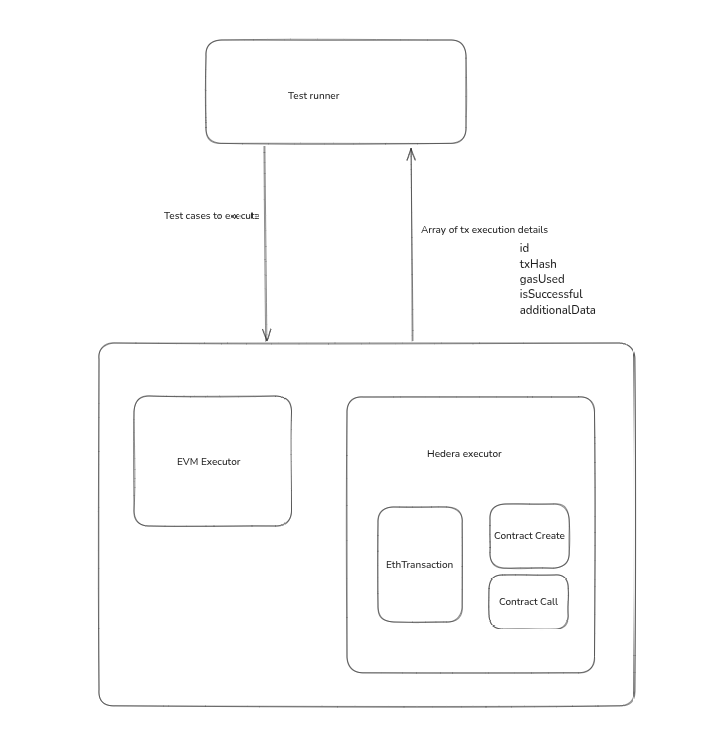 Test runner
Test cases to execute
Array of tx execution details
id
txHash
gasUsed
isSuccessful
additionalData
EVM Executor
Hedera executor
EthTransaction
Contract Create
Contract Call